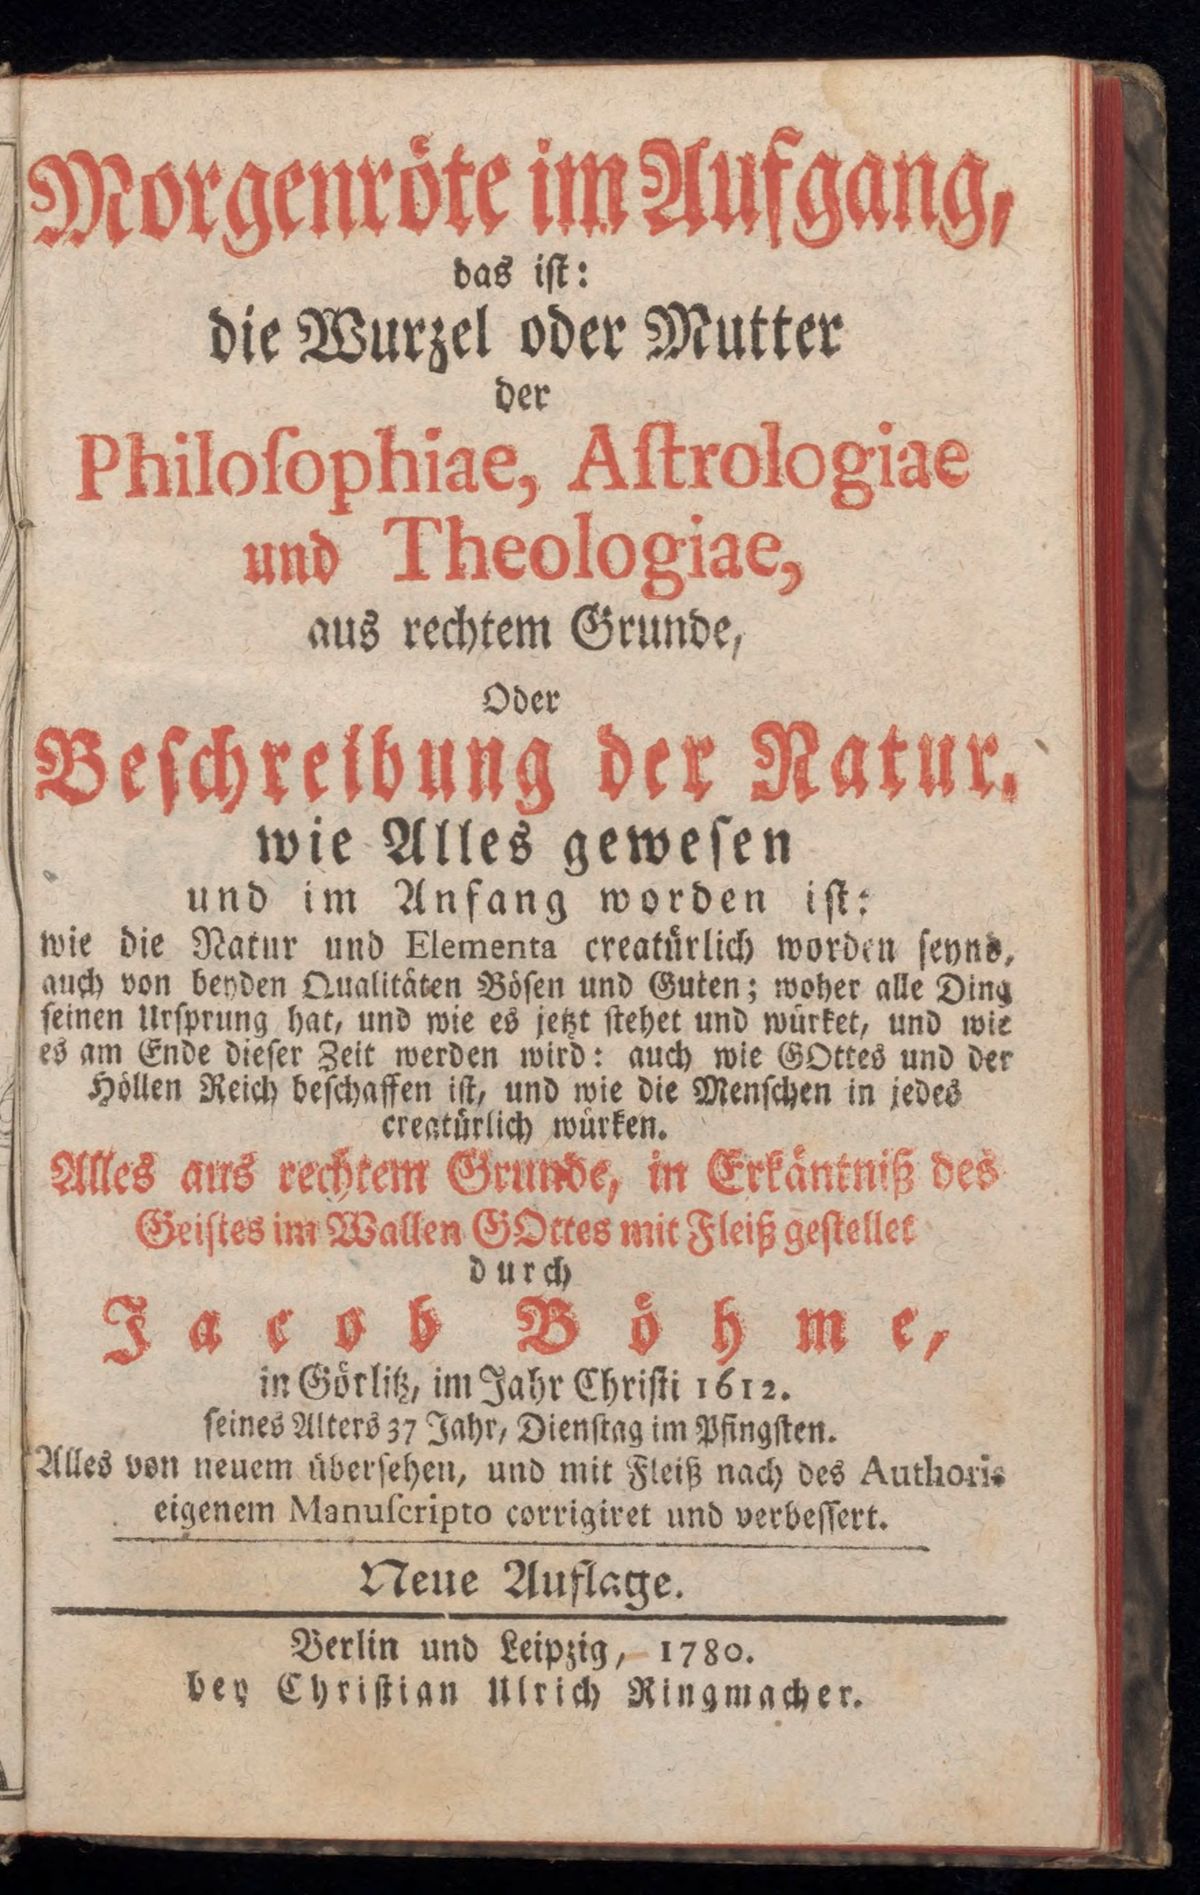 Morgenröte im Aufgang,
das iſt:
die Wurzel oder Mutter
der
Philoſophiae, Aſtrologiae
und Theologiae,
aus rechtem Grunde,
Oder
Beſchreibung der Natur.
wie Alles geweſen
und im Anfang worden iſt:
wie die Natur und Elementa creatürlich worden ſeynd,
auch von beyden Qualitäten Böſen und Guten; woher alle Ding
ſeinen Urſprung hat, und wie es jetzt ſtehet und würket, und wie
es am Ende dieſer Zeit werden wird: auch wie GOttes und der
Höllen Reich beſchaffen iſt, und wie die Menſchen in jedes
creatürlich würken.
Alles aus rechtem Grunde, in Erkäntniß des
Geiſtes im Wallen GOttes mit Fleiß geſtellet
durch
Jacob Böhme,
in Görlitz, im Jahr Chriſti 1612.
ſeines Alters 37 Jahr, Dienſtag im Pfingſten.
Alles von neuem überſehen, und mit Fleiß nach des Authoris
eigenem Manuſcripto corrigiret und verbeſſert.
Neue Auflage.
Berlin und Leipzig, 1780.
bey Chriſtian Ulrich Ringmacher.